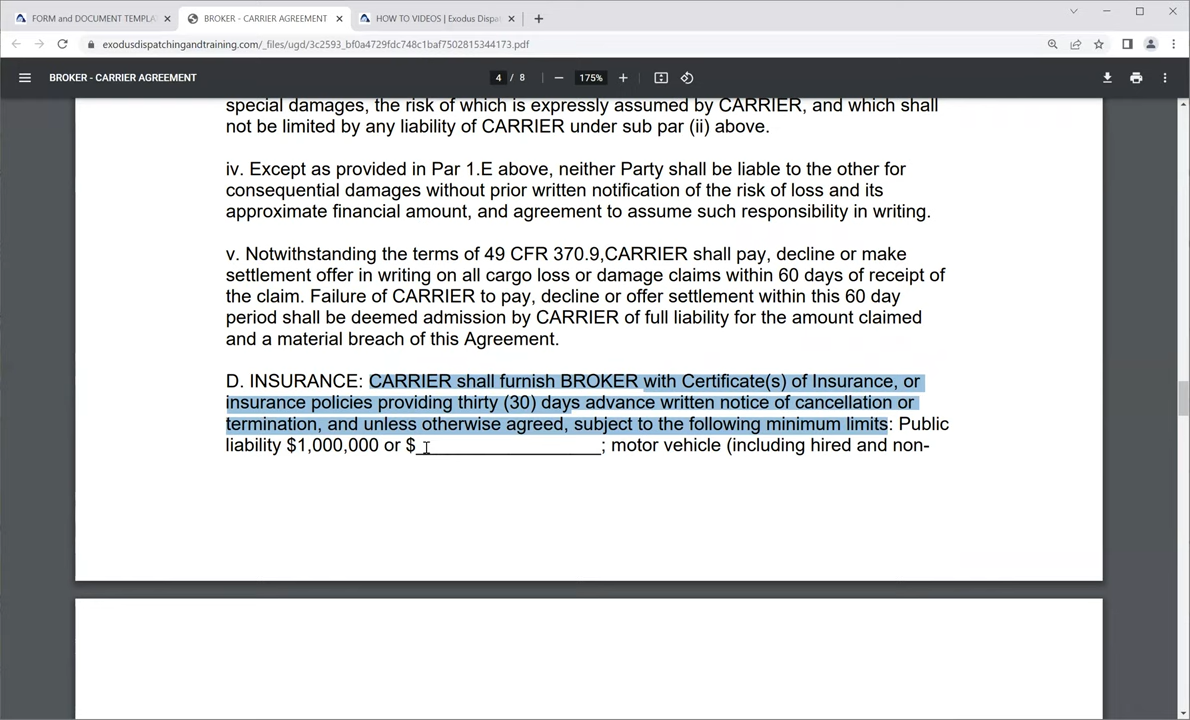 FORM and DOCUMENT TEMPLA
BROKER - CARRIER AGREEMENT
HOW TO VIDEOS | Exodus Dispat
exodusdispatchingandtraining.com/_files/ugd/3c2593_bf0a4729fdc748c1baf7502815344173.pdf
BROKER - CARRIER AGREEMENT
4 / 8
175%
special damages, the risk of which is expressly assumed by CARRIER, and which shall
not be limited by any liability of CARRIER under sub par (ii) above.
iv. Except as provided in Par 1.E above, neither Party shall be liable to the other for
consequential damages without prior written notification of the risk of loss and its
approximate financial amount, and agreement to assume such responsibility in writing.
v. Notwithstanding the terms of 49 CFR 370.9,CARRIER shall pay, decline or make
settlement offer in writing on all cargo loss or damage claims within 60 days of receipt of
the claim. Failure of CARRIER to pay, decline or offer settlement within this 60 day
period shall be deemed admission by CARRIER of full liability for the amount claimed
and a material breach of this Agreement.
D. INSURANCE: CARRIER shall furnish BROKER with Certificate(s) of Insurance, or
insurance policies providing thirty (30) days advance written notice of cancellation or
termination, and unless otherwise agreed, subject to the following minimum limits: Public
liability $1,000,000 or $__________________; motor vehicle (including hired and non-